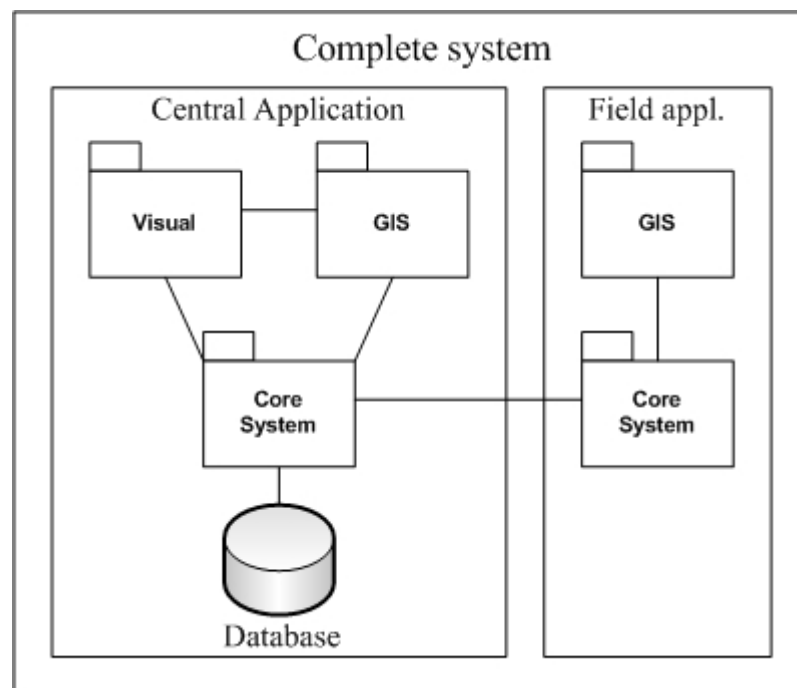 Complete system
Central Application
Field appl.
Visual
GIS
GIS
Core
System
Core
System
Database